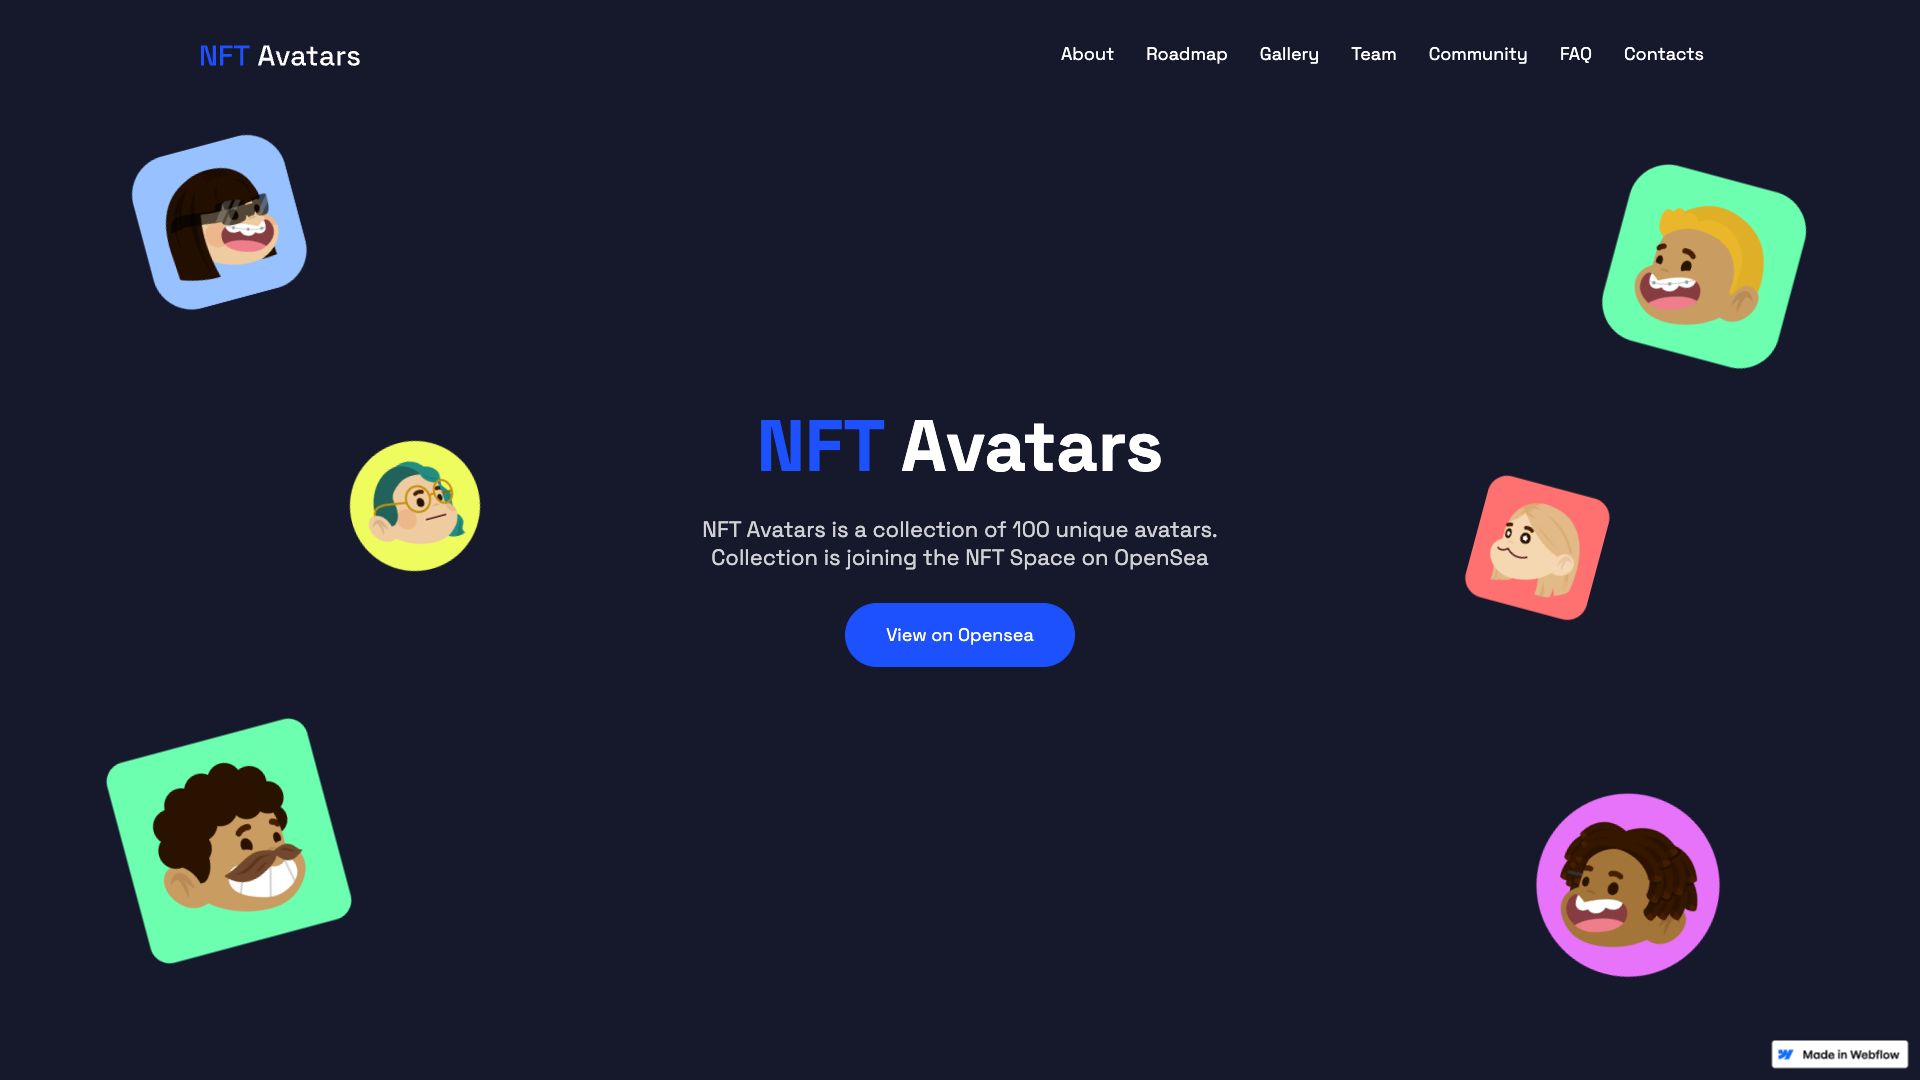 NFT Avatars
About Roadmap Gallery Team Community FAQ Contacts
NFT Avatars
NFT Avatars is a collection of 100 unique avatars.
Collection is joining the NFT Space on OpenSea
View on Opensea
Made in Webflow